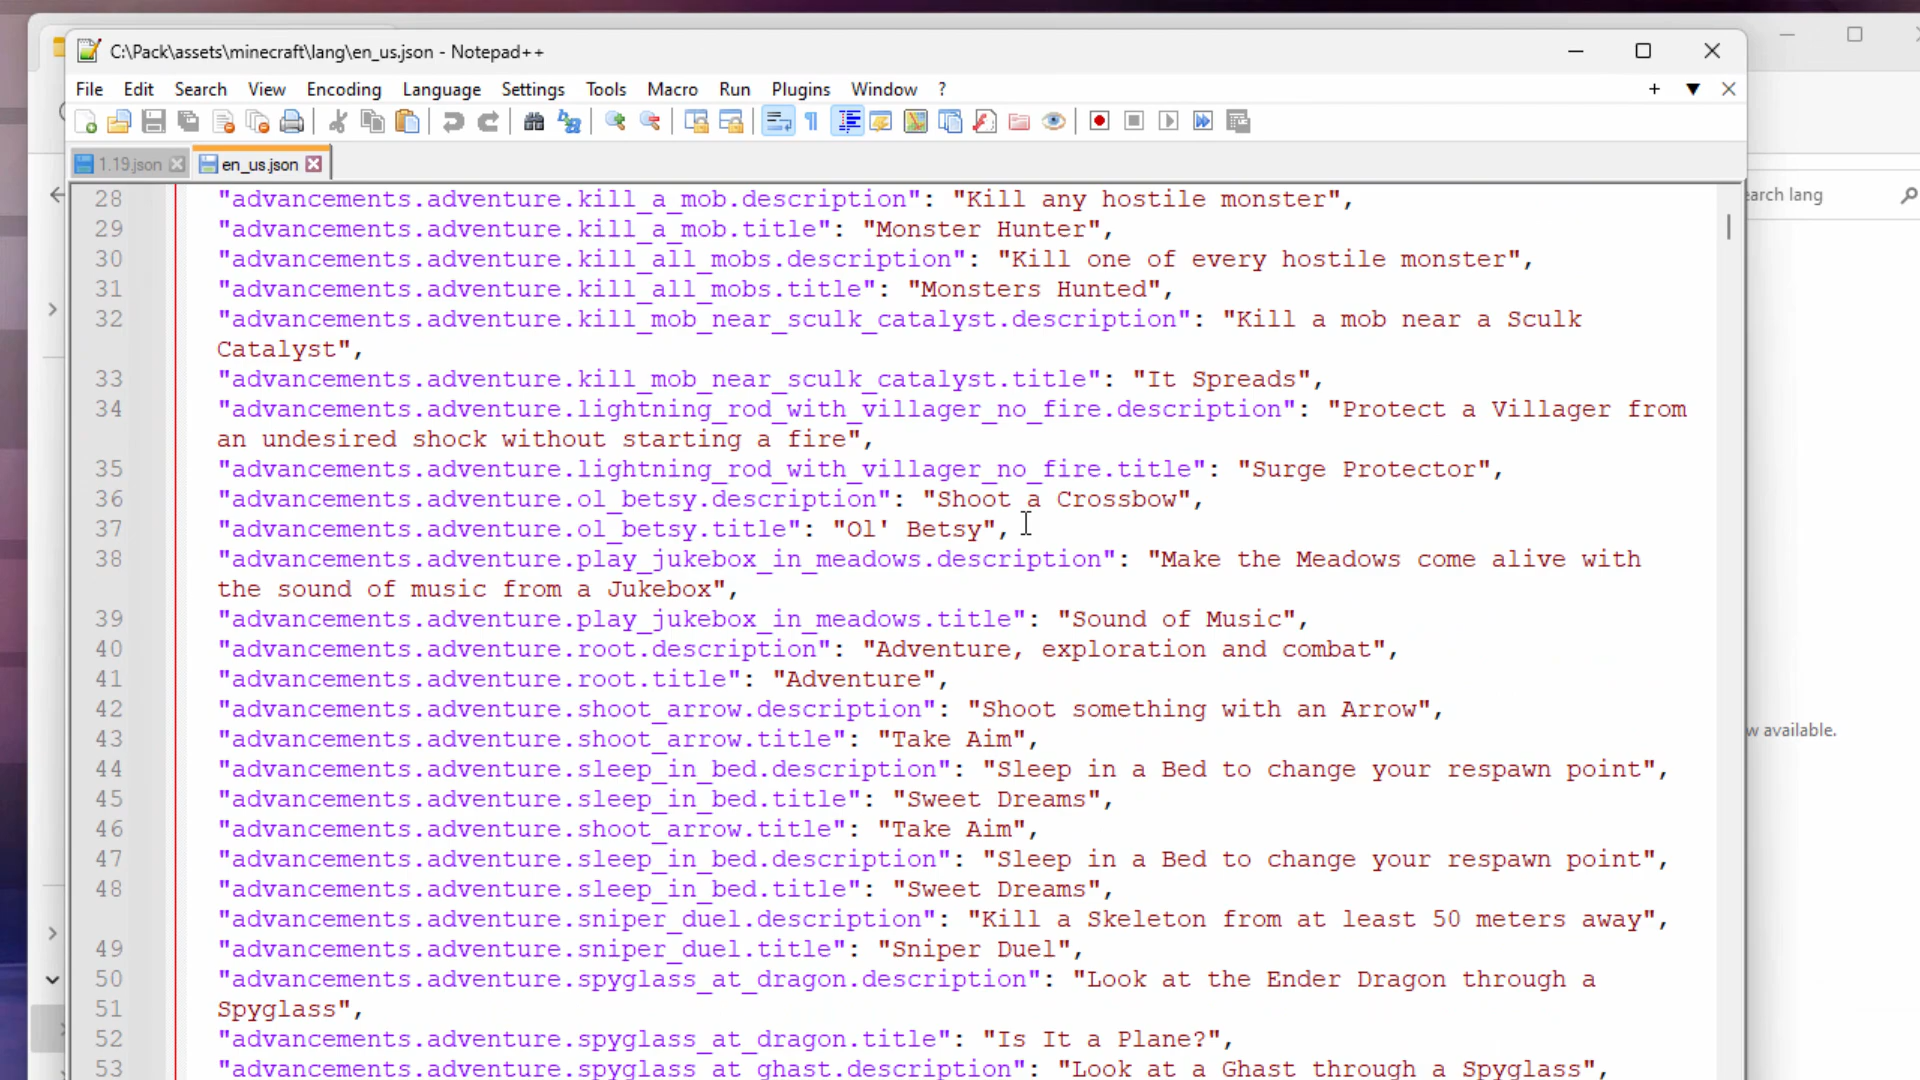 C:\Pack\assets\minecraft\lang\en_us.json - Notepad++
File Edit Search View Encoding Language Settings Tools Macro Run Plugins Window ?
1.19.json en_us.json
28 "advancements.adventure.kill_a_mob.description": "Kill any hostile monster",
29 "advancements.adventure.kill_a_mob.title": "Monster Hunter",
30 "advancements.adventure.kill_all_mobs.description": "Kill one of every hostile monster",
31 "advancements.adventure.kill_all_mobs.title": "Monsters Hunted",
32 "advancements.adventure.kill_mob_near_sculk_catalyst.description": "Kill a mob near a Sculk
Catalyst",
33 "advancements.adventure.kill_mob_near_sculk_catalyst.title": "It Spreads",
34 "advancements.adventure.lightning_rod_with_villager_no_fire.description": "Protect a Villager from
an undesired shock without starting a fire",
35 "advancements.adventure.lightning_rod_with_villager_no_fire.title": "Surge Protector",
36 "advancements.adventure.ol_betsy.description": "Shoot a Crossbow",
37 "advancements.adventure.ol_betsy.title": "Ol' Betsy",
38 "advancements.adventure.play_jukebox_in_meadows.description": "Make the Meadows come alive with
the sound of music from a Jukebox",
39 "advancements.adventure.play_jukebox_in_meadows.title": "Sound of Music",
40 "advancements.adventure.root.description": "Adventure, exploration and combat",
41 "advancements.adventure.root.title": "Adventure",
42 "advancements.adventure.shoot_arrow.description": "Shoot something with an Arrow",
43 "advancements.adventure.shoot_arrow.title": "Take Aim",
44 "advancements.adventure.sleep_in_bed.description": "Sleep in a Bed to change your respawn point",
45 "advancements.adventure.sleep_in_bed.title": "Sweet Dreams",
46 "advancements.adventure.shoot_arrow.title": "Take Aim",
47 "advancements.adventure.sleep_in_bed.description": "Sleep in a Bed to change your respawn point",
48 "advancements.adventure.sleep_in_bed.title": "Sweet Dreams",
"advancements.adventure.sniper_duel.description": "Kill a Skeleton from at least 50 meters away",
49 "advancements.adventure.sniper_duel.title": "Sniper Duel",
50 "advancements.adventure.spyglass_at_dragon.description": "Look at the Ender Dragon through a
51 Spyglass",
52 "advancements.adventure.spyglass_at_dragon.title": "Is It a Plane?",
53 "advancements.adventure.spyglass_at_ghast.description": "Look at a Ghast through a Spyglass",
arch lang
w available.